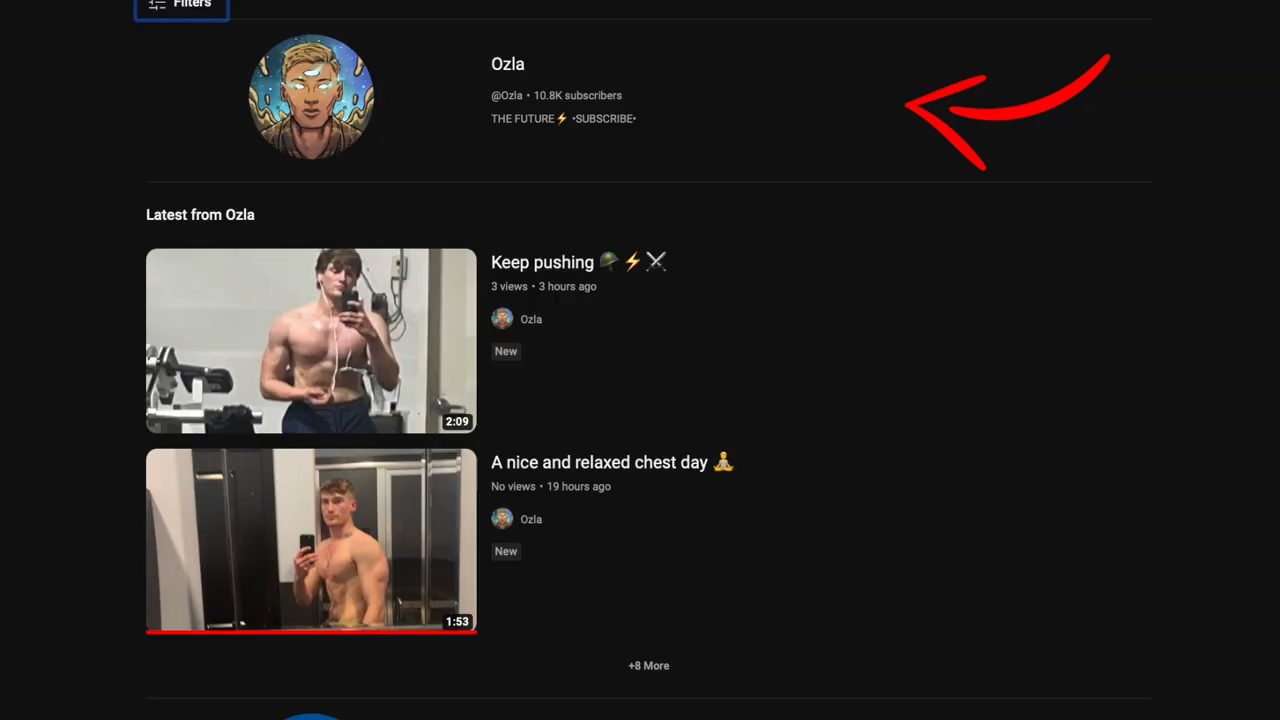 Filters
Ozla
@Ozla • 10.8K subscribers
THE FUTURE⚡ •SUBSCRIBE•
Latest from Ozla
2:09
Keep pushing 🪖⚡⚔️
3 views • 3 hours ago
Ozla
New
1:53
A nice and relaxed chest day 🧘
No views • 19 hours ago
Ozla
New
+8 More